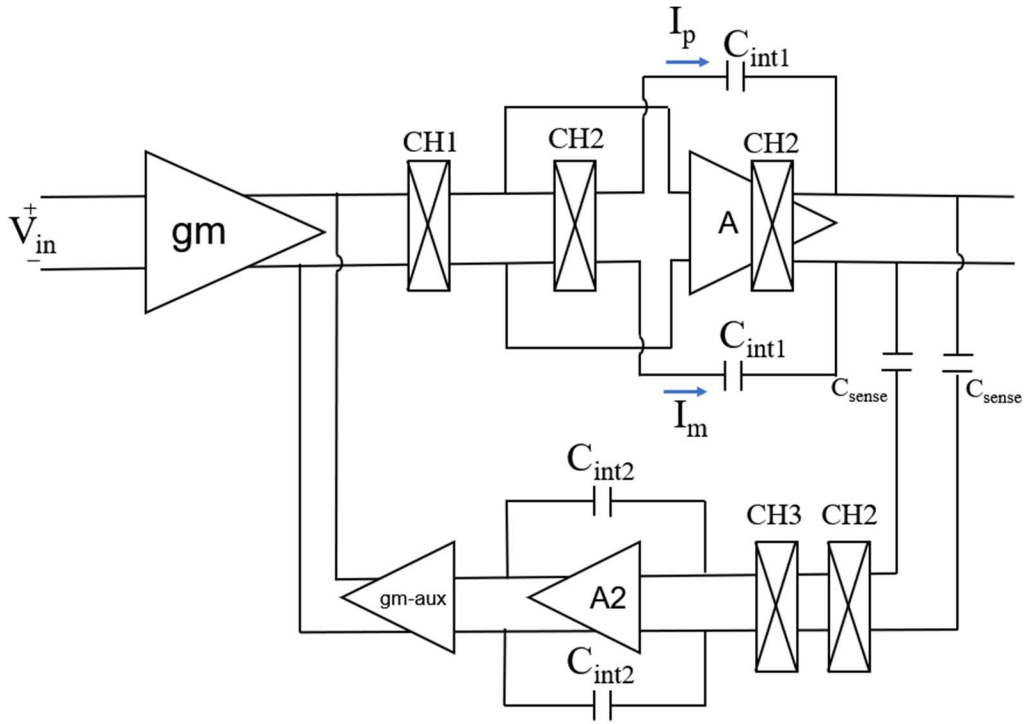 I_p
C_int1
CH1
CH2
CH2
+
V_in
−
gm
A
C_int1
I_m
C_sense
C_sense
C_int2
CH3
CH2
gm-aux
A2
C_int2